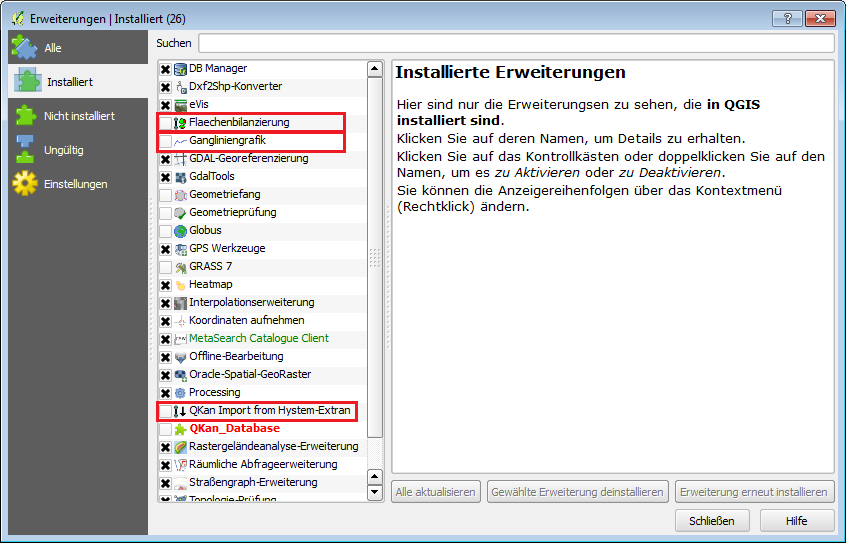 Erweiterungen | Installiert (26)
Alle
Installiert
Nicht installiert
Ungültig
Einstellungen
Suchen
DB Manager
Dxf2Shp-Konverter
eVis
Flaechenbilanzierung
Gangliniengrafik
GDAL-Georeferenzierung
GdalTools
Geometriefang
Geometrieprüfung
Globus
GPS Werkzeuge
GRASS 7
Heatmap
Interpolationserweiterung
Koordinaten aufnehmen
MetaSearch Catalogue Client
Offline-Bearbeitung
Oracle-Spatial-GeoRaster
Processing
QKan Import from Hystem-Extran
QKan_Database
Rastergeländeanalyse-Erweiterung
Räumliche Abfrageerweiterung
Straßengraph-Erweiterung
Topologie-Prüfung
Installierte Erweiterungen
Hier sind nur die Erweiterungsen zu sehen, die in QGIS
installiert sind.
Klicken Sie auf deren Namen, um Details zu erhalten.
Klicken Sie auf das Kontrollkästen oder doppelklicken Sie auf den
Namen, um es zu Aktivieren oder zu Deaktivieren.
Sie können die Anzeigereihenfolgen über das Kontextmenü
(Rechtklick) ändern.
Alle aktualisieren
Gewählte Erweiterung deinstallieren
Erweiterung erneut installieren
Schließen
Hilfe